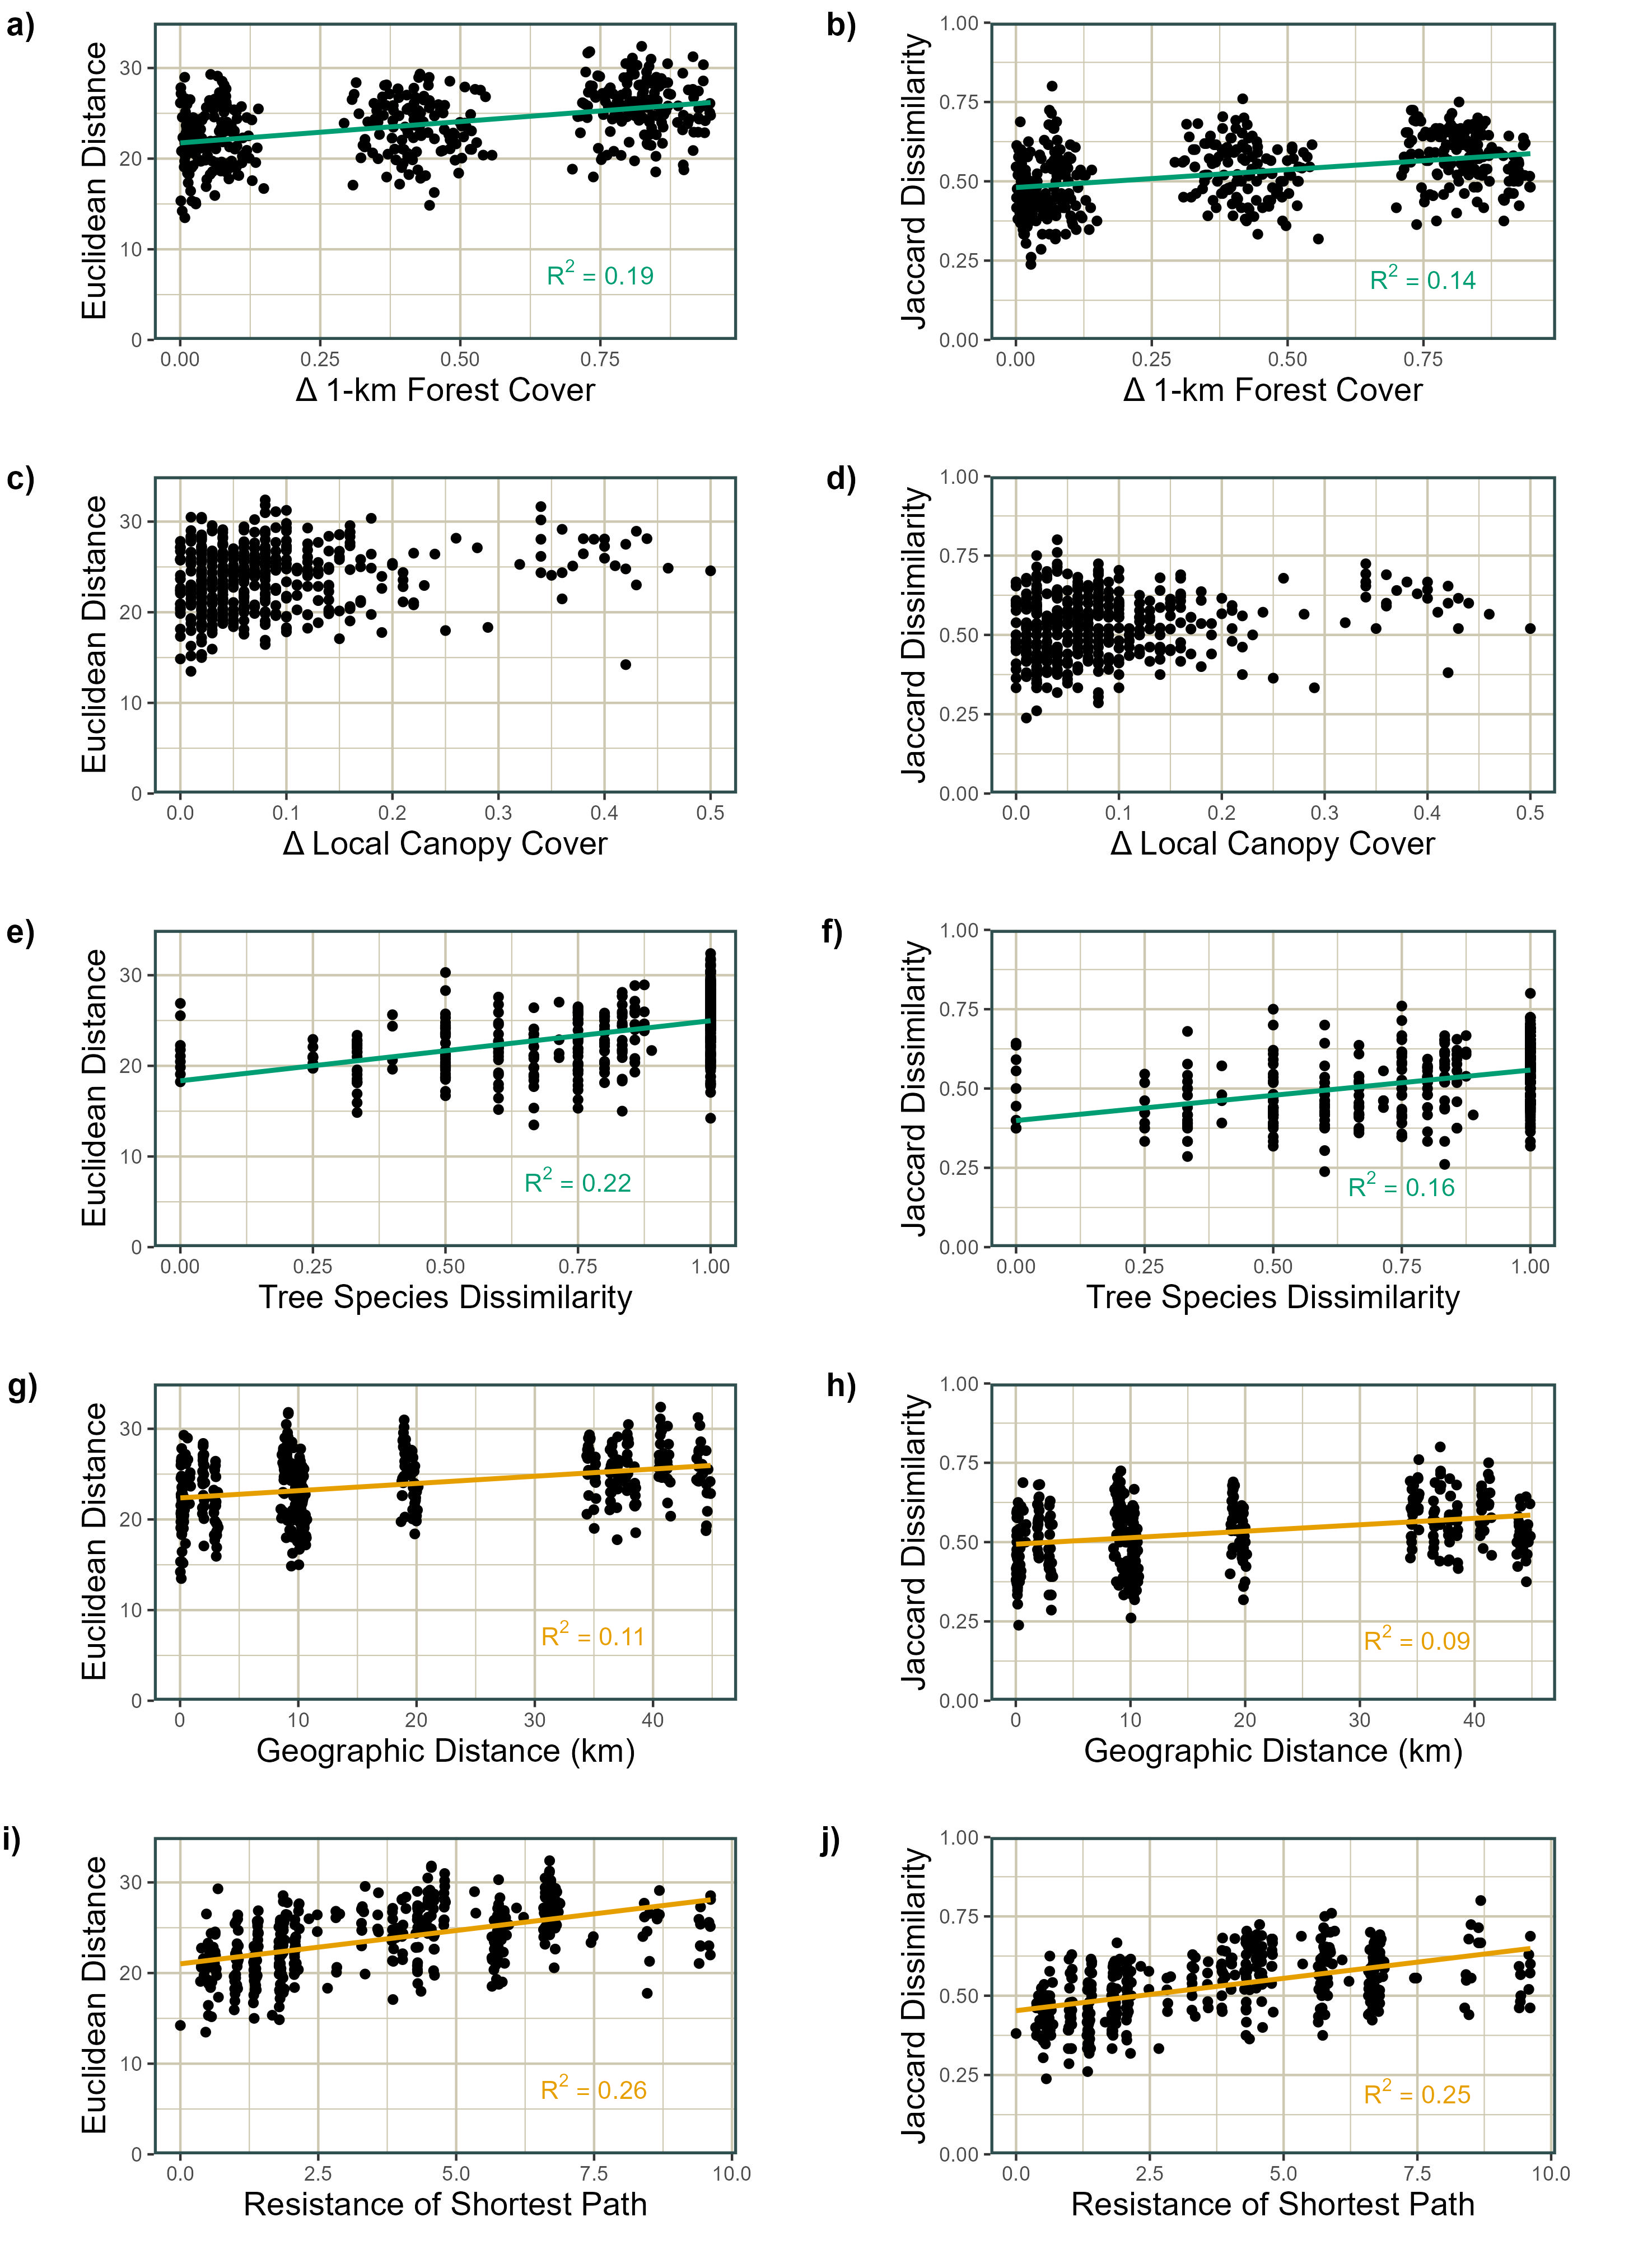 a)
Euclidean Distance
30
20
10
0
R² = 0.19
0.00 0.25 0.50 0.75
Δ 1-km Forest Cover
b)
Jaccard Dissimilarity
1.00
0.75
0.50
0.25
0.00
R² = 0.14
0.00 0.25 0.50 0.75
Δ 1-km Forest Cover
c)
Euclidean Distance
30
20
10
0
0.0 0.1 0.2 0.3 0.4 0.5
Δ Local Canopy Cover
d)
Jaccard Dissimilarity
1.00
0.75
0.50
0.25
0.00
0.0 0.1 0.2 0.3 0.4 0.5
Δ Local Canopy Cover
e)
Euclidean Distance
30
20
10
0
R² = 0.22
0.00 0.25 0.50 0.75 1.00
Tree Species Dissimilarity
f)
Jaccard Dissimilarity
1.00
0.75
0.50
0.25
0.00
R² = 0.16
0.00 0.25 0.50 0.75 1.00
Tree Species Dissimilarity
g)
Euclidean Distance
30
20
10
0
R² = 0.11
0 10 20 30 40
Geographic Distance (km)
h)
Jaccard Dissimilarity
1.00
0.75
0.50
0.25
0.00
R² = 0.09
0 10 20 30 40
Geographic Distance (km)
i)
Euclidean Distance
30
20
10
0
R² = 0.26
0.0 2.5 5.0 7.5 10.0
Resistance of Shortest Path
j)
Jaccard Dissimilarity
1.00
0.75
0.50
0.25
0.00
R² = 0.25
0.0 2.5 5.0 7.5 10.0
Resistance of Shortest Path